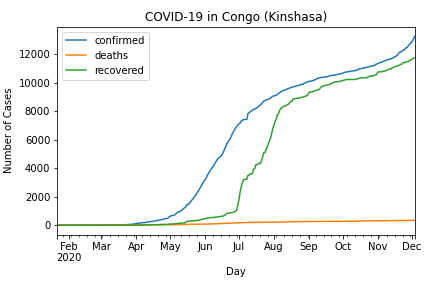 COVID-19 in Congo (Kinshasa)
confirmed
deaths
recovered
Number of Cases
12000
10000
8000
6000
4000
2000
0
Feb Mar Apr May Jun Jul Aug Sep Oct Nov Dec
2020
Day